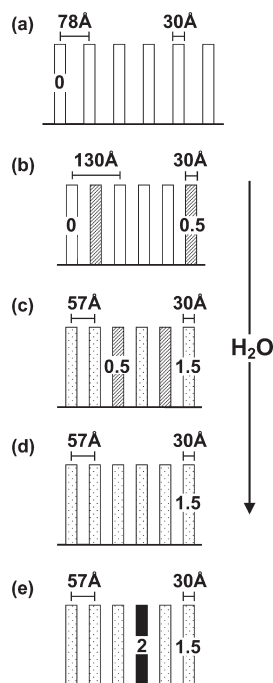 (a)
78Å 30Å
0
(b)
130Å 30Å
0 0.5
(c)
57Å 30Å
0.5 1.5
H₂O
(d)
57Å 30Å
1.5
(e)
57Å 30Å
2 1.5